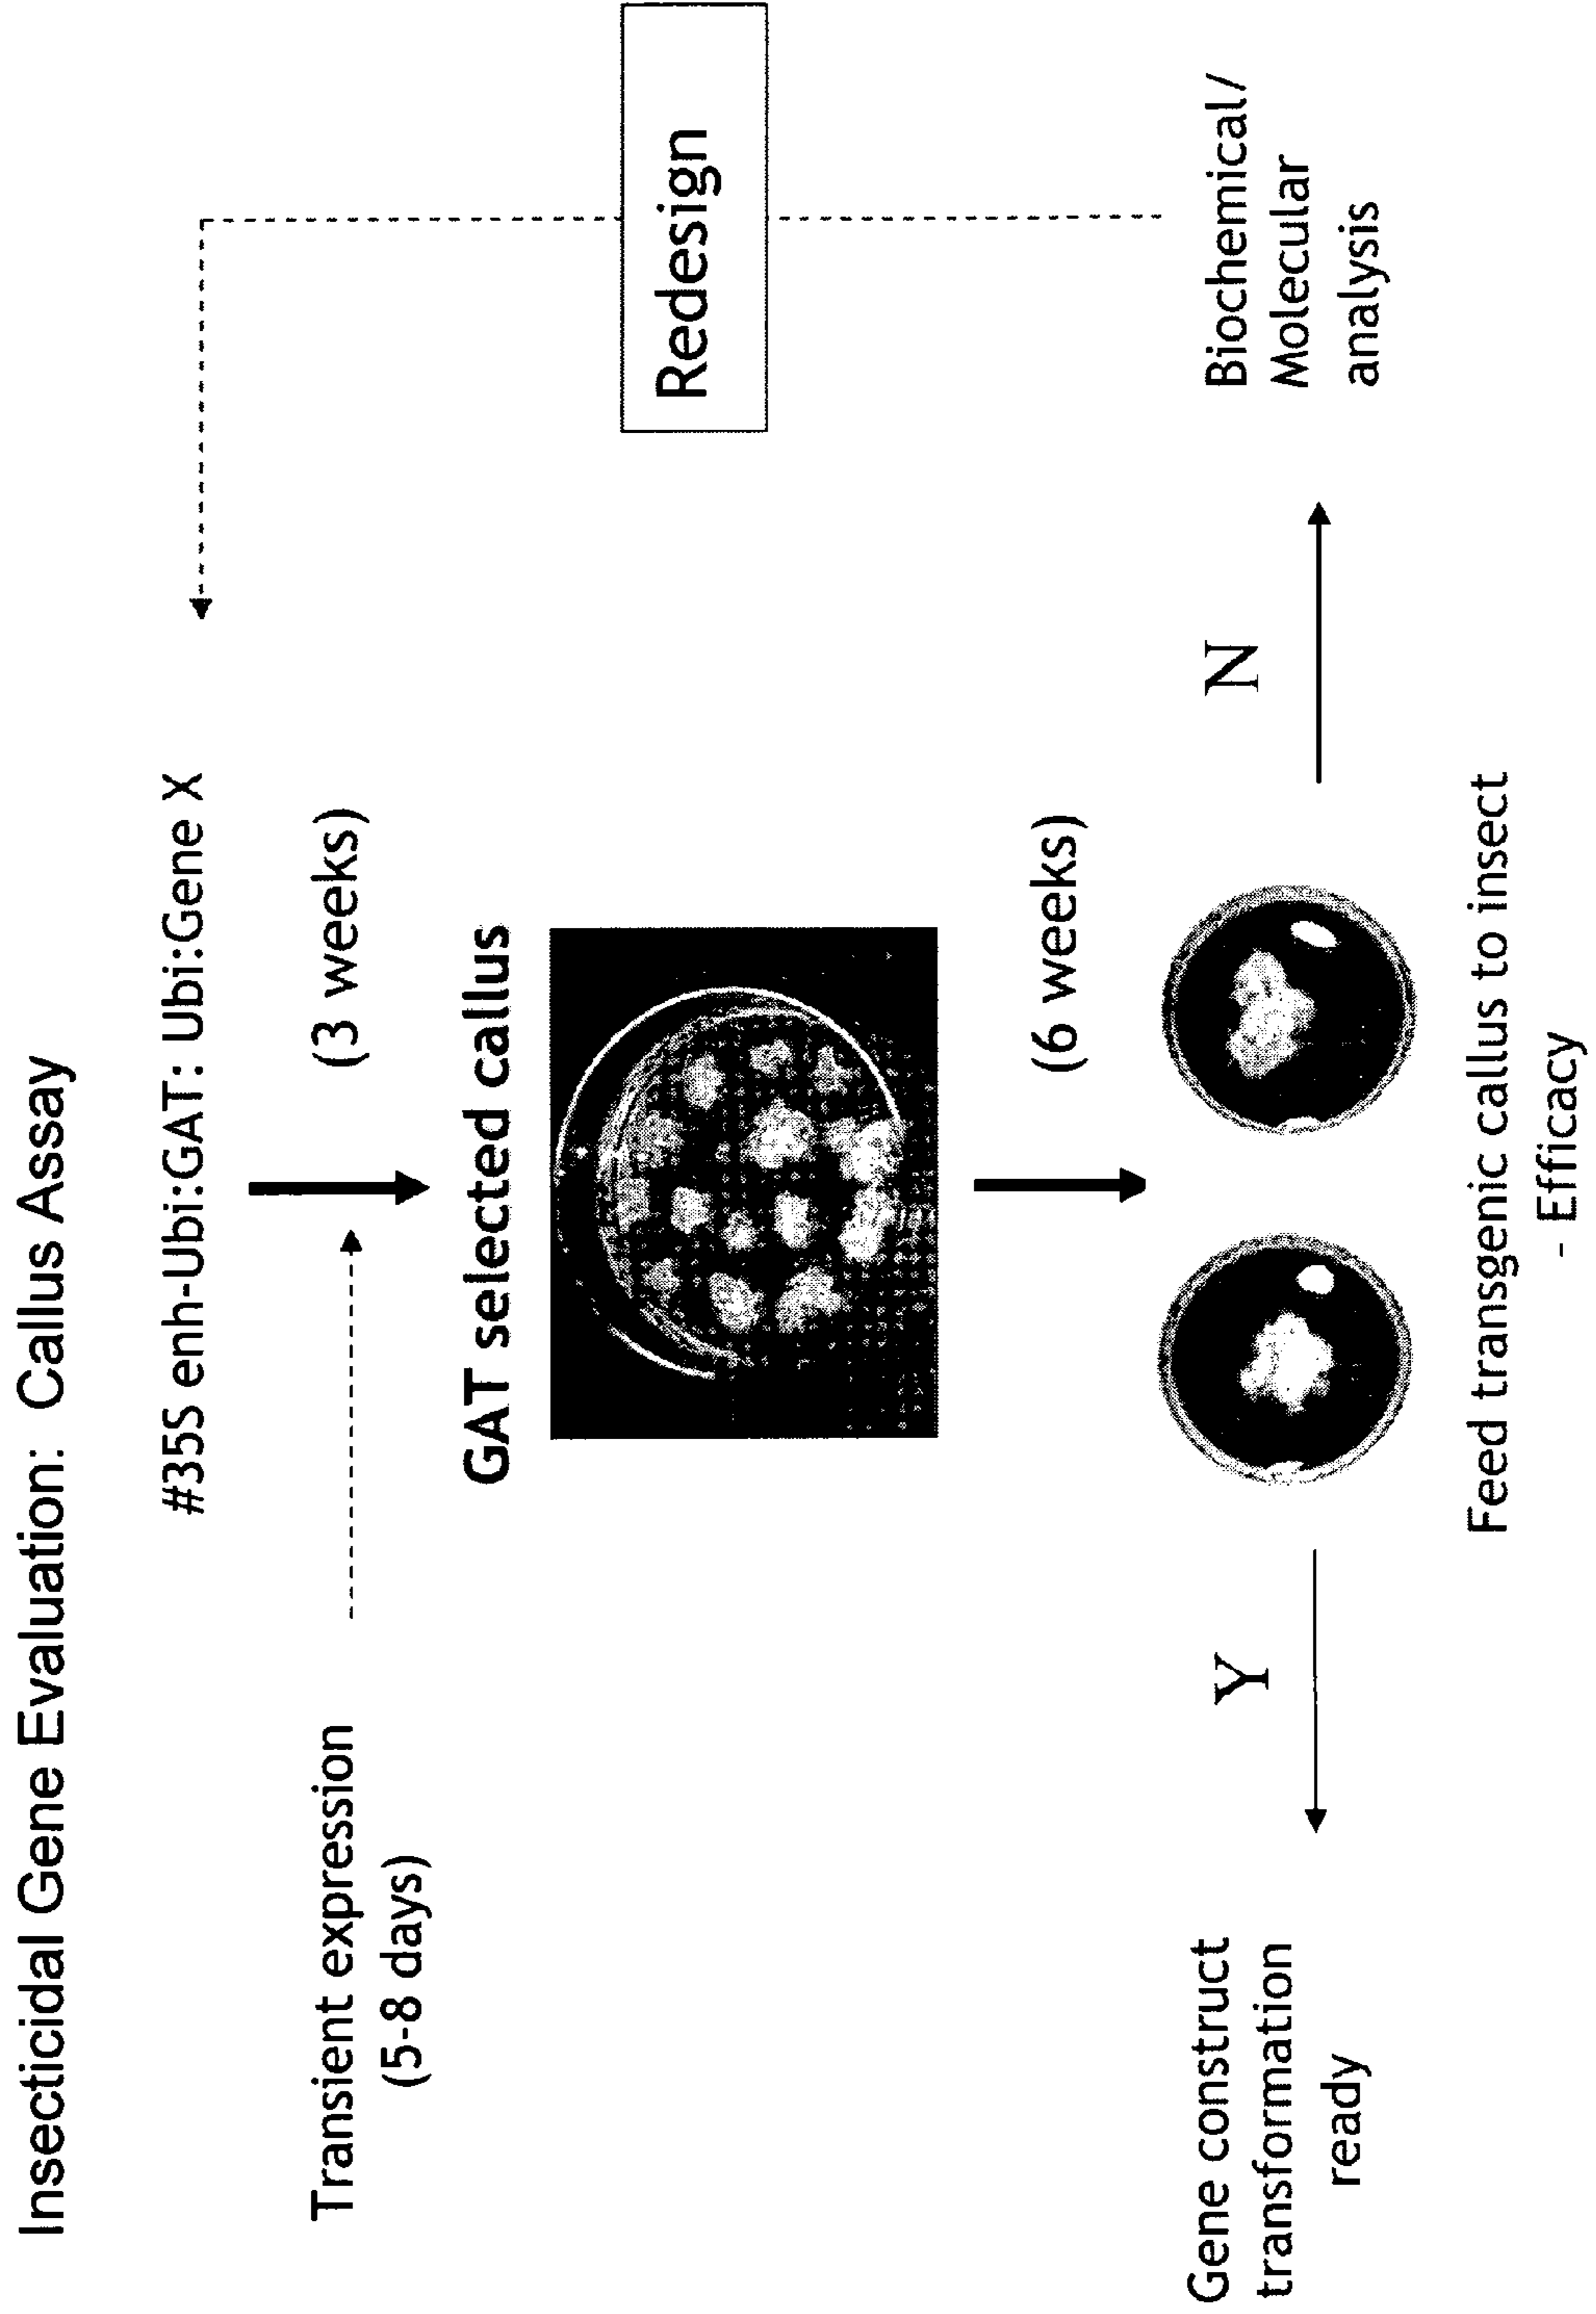 Insecticidal Gene Evaluation: Callus Assay
#35S enh-Ubi:GAT: Ubi:Gene X
Transient expression
(5-8 days)
(3 weeks)
GAT selected callus
Redesign
(6 weeks)
Y
N
Gene construct
transformation
ready
Biochemical/
Molecular
analysis
Feed transgenic callus to insect
- Efficacy